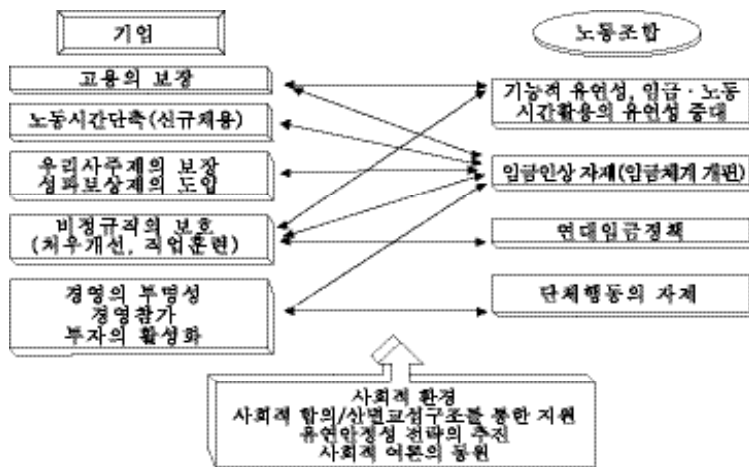 기업
노동조합
고용의 보장
노동시간단축(신규채용)
우리사주제의 보장
성과보상제의 도입
비정규직의 보호
(처우개선, 직업훈련)
경영의 투명성
경영참가
투자의 활성화
기능적 유연성, 임금 · 노동
시간활용의 유연성 증대
임금인상 자제(임금체계 개편)
연대임금정책
단체행동의 자제
사회적 환경
사회적 합의/산별교섭구조를 통한 지원
유연안정성 전략의 추진
사회적 여론의 동원